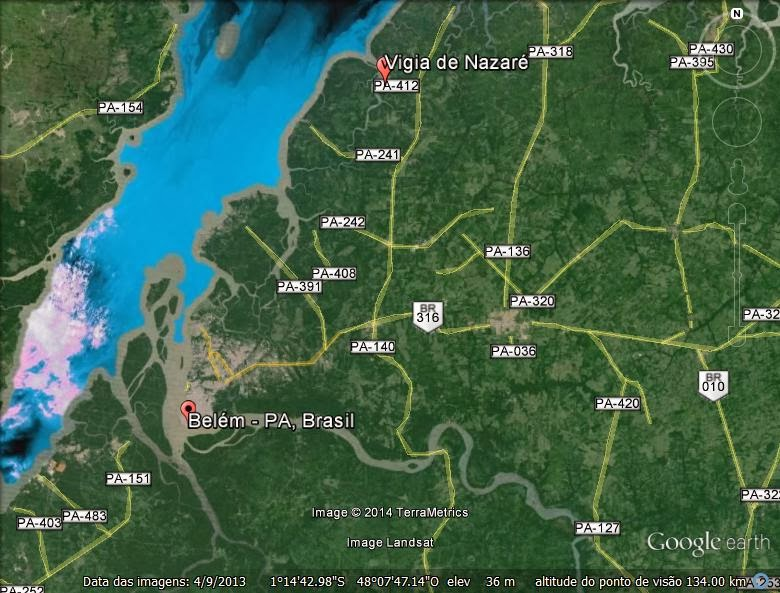 N
PA-318
PA-430
PA-395
Vigia de Nazaré
PA-412
PA-154
PA-241
PA-242
PA-136
PA-408
PA-391
PA-320
BR
316
PA-32
PA-140
PA-036
BR
010
PA-420
Belém - PA, Brasil
PA-151
PA-483
PA-403
PA-32
PA-127
Image © 2014 TerraMetrics
Image Landsat
Google earth
PA-252
Data das imagens: 4/9/2013 1°14'42.98"S 48°07'47.14"O elev 36 m altitude do ponto de visão 134.00 km